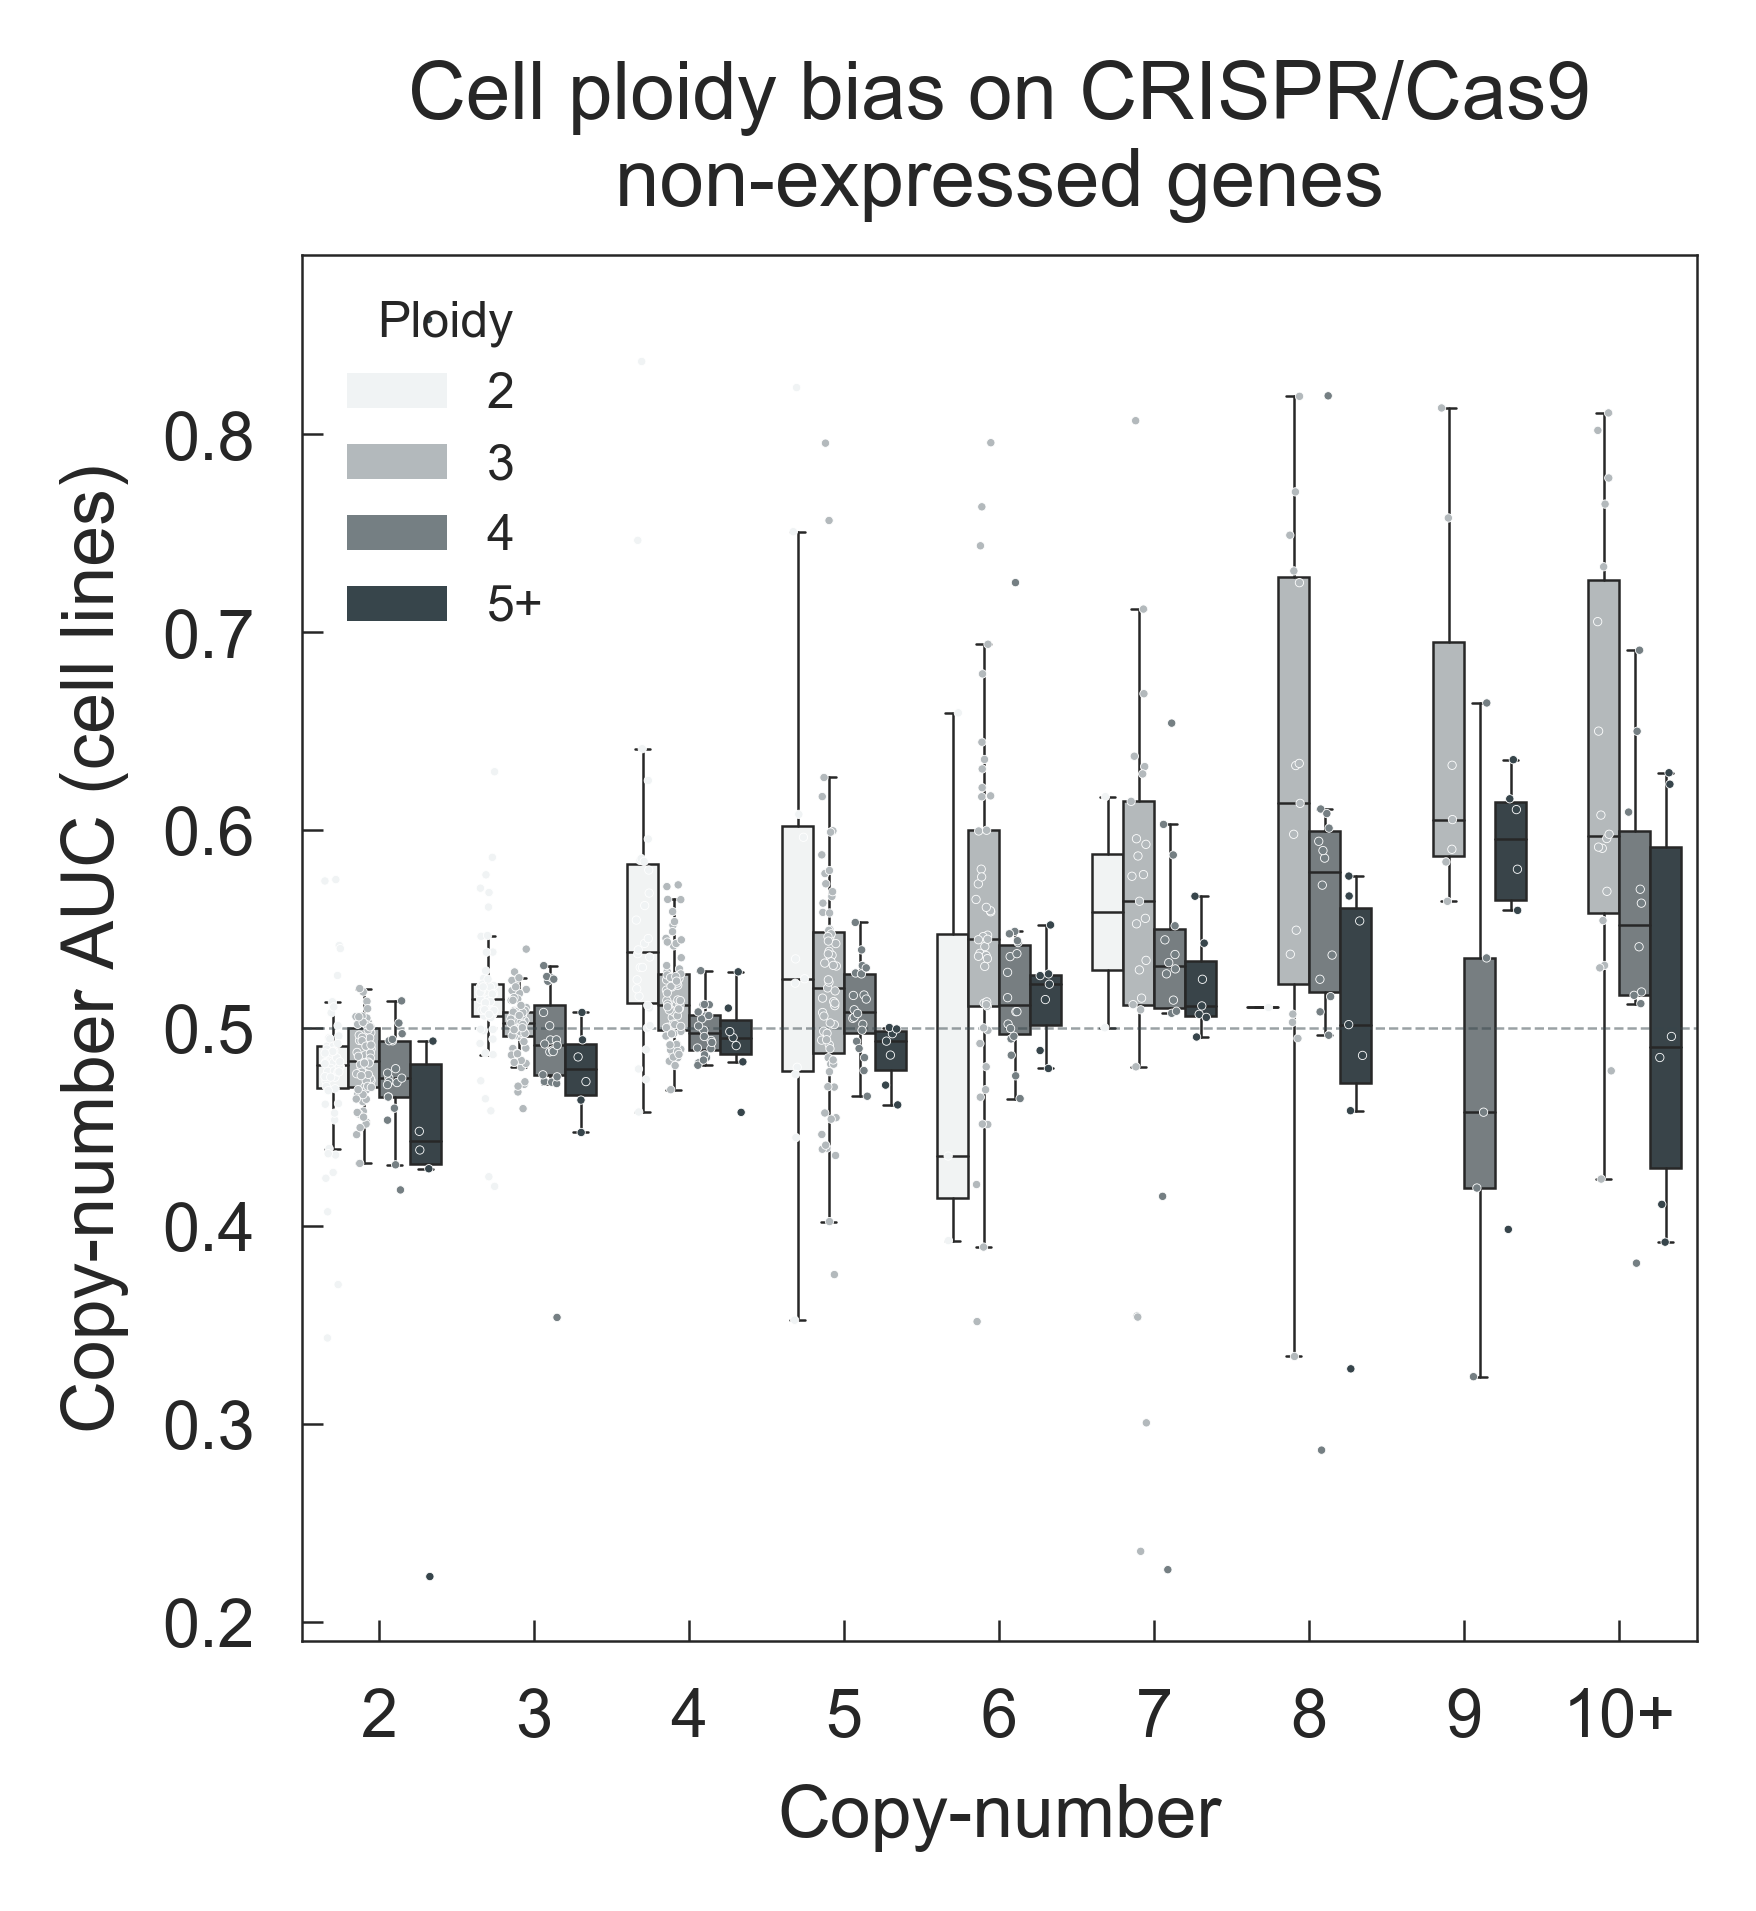 Cell ploidy bias on CRISPR/Cas9
non-expressed genes
Ploidy
2
3
4
5+
0.8
0.7
0.6
0.5
0.4
0.3
0.2
Copy-number AUC (cell lines)
2 3 4 5 6 7 8 9 10+
Copy-number